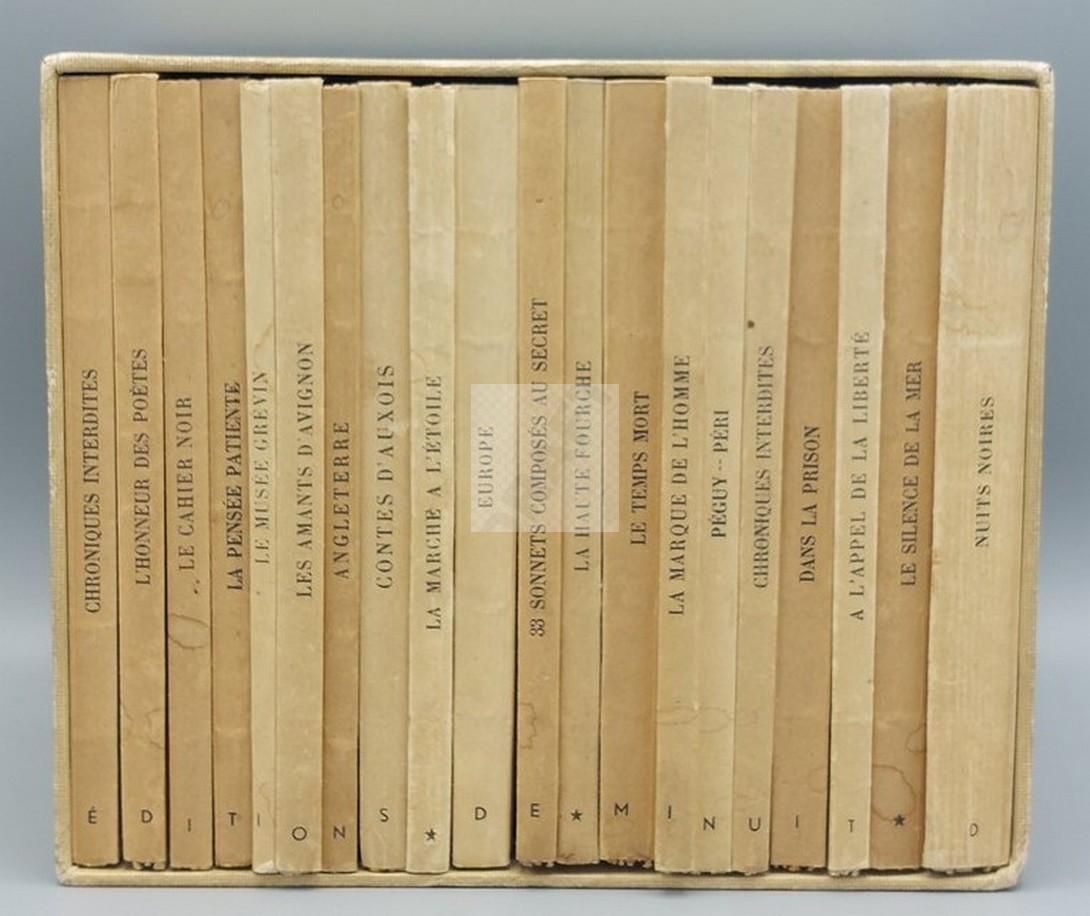 CHRONIQUES INTERDITES
L'HONNEUR DES POÈTES
LE CAHIER NOIR
LA PENSÉE PATIENTE
LE MUSÉE GREVIN
LES AMANTS D'AVIGNON
ANGLETERRE
CONTES D'AUXOIS
LA MARCHE A L'ÉTOILE
EUROPE
33 SONNETS COMPOSÉS AU SECRET
LA HAUTE FOURCHE
LE TEMPS MORT
LA MARQUE DE L'HOMME
PÉGUY -- PÉRI
CHRONIQUES INTERDITES
DANS LA PRISON
A L'APPEL DE LA LIBERTÉ
LE SILENCE DE LA MER
NUITS NOIRES
É D I T I O N S ★ D E ★ M I N U I T ★ D